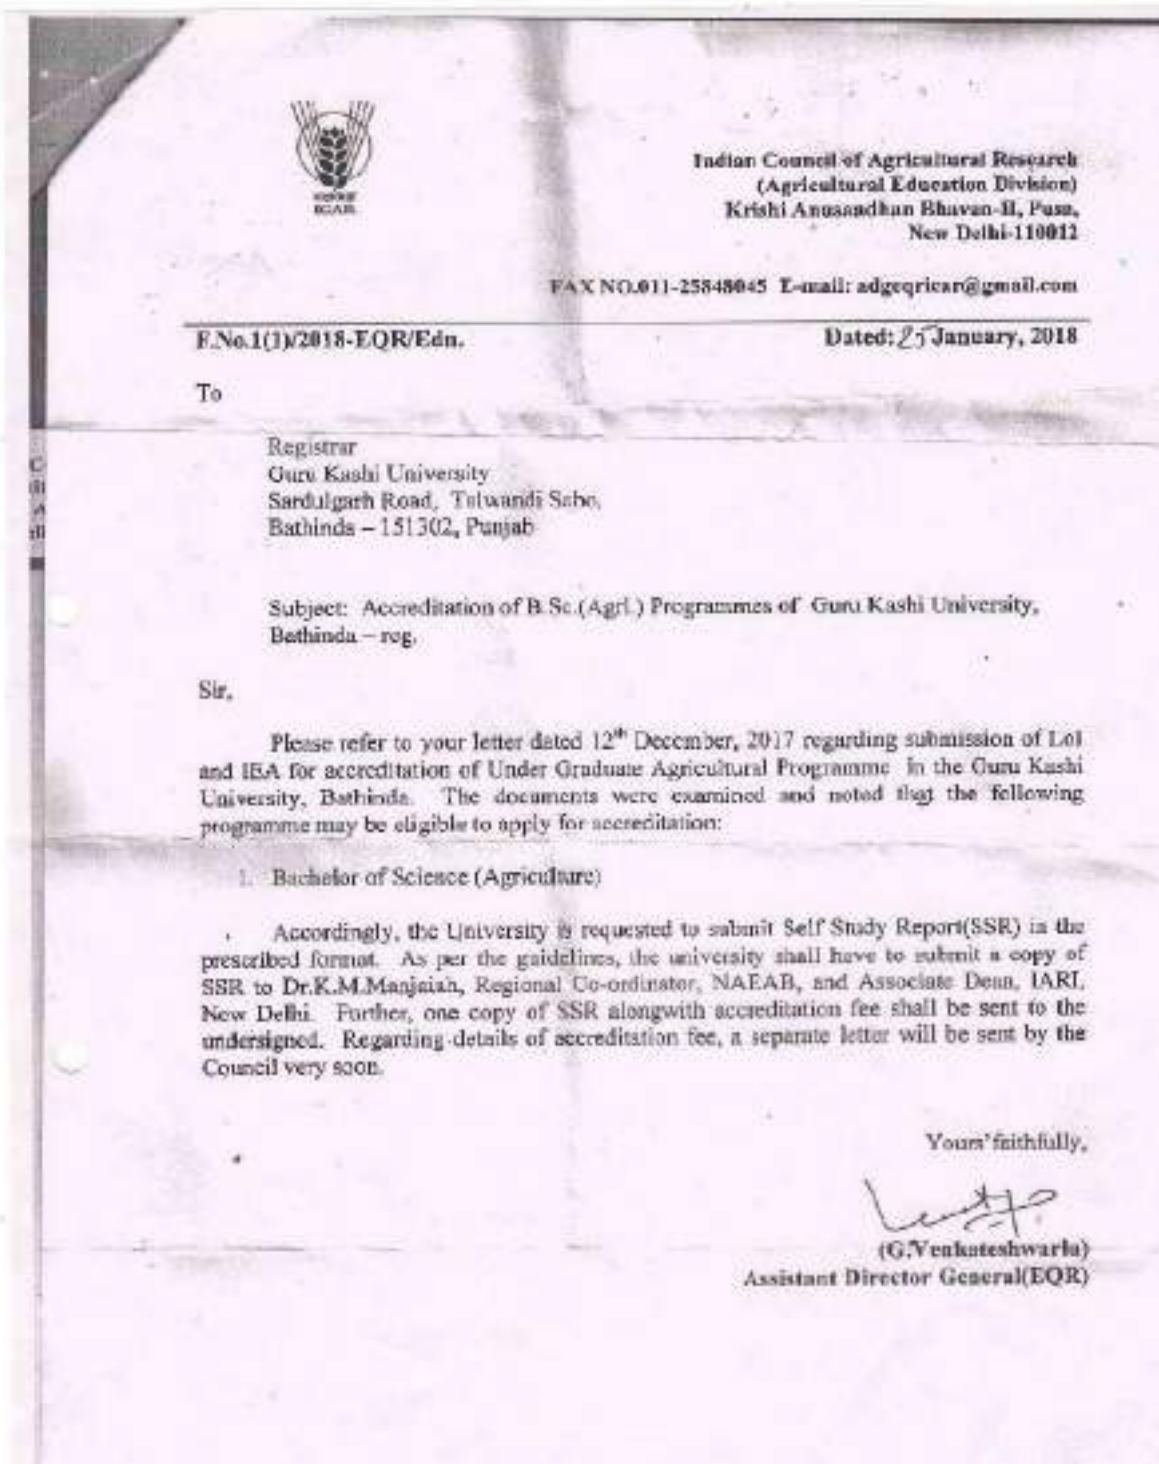 ICAR
Indian Council of Agricultural Research
(Agricultural Education Division)
Krishi Anusandhan Bhavan-II, Pusa,
New Delhi-110012
FAX NO.011-25848045 E-mail: adgeqricar@gmail.com
F.No.1(1)/2018-EQR/Edn.
Dated: 25 January, 2018
To
Registrar
Guru Kashi University
Sardulgarh Road, Talwandi Sabo,
Bathinda – 151302, Punjab
Subject: Accreditation of B.Sc.(Agri.) Programmes of Guru Kashi University,
Bathinda – reg.
Sir,
Please refer to your letter dated 12th December, 2017 regarding submission of LoI
and IEA for accreditation of Under Graduate Agricultural Programme in the Guru Kashi
University, Bathinda. The documents were examined and noted that the following
programme may be eligible to apply for accreditation:
1. Bachelor of Science (Agriculture)
Accordingly, the University is requested to submit Self Study Report(SSR) in the
prescribed format. As per the guidelines, the university shall have to submit a copy of
SSR to Dr.K.M.Manjaiah, Regional Co-ordinator, NAEAB, and Associate Dean, IARI,
New Delhi. Further, one copy of SSR alongwith accreditation fee shall be sent to the
undersigned. Regarding details of accreditation fee, a separate letter will be sent by the
Council very soon.
Yours' faithfully,
(G.Venkateshwarlu)
Assistant Director General(EQR)